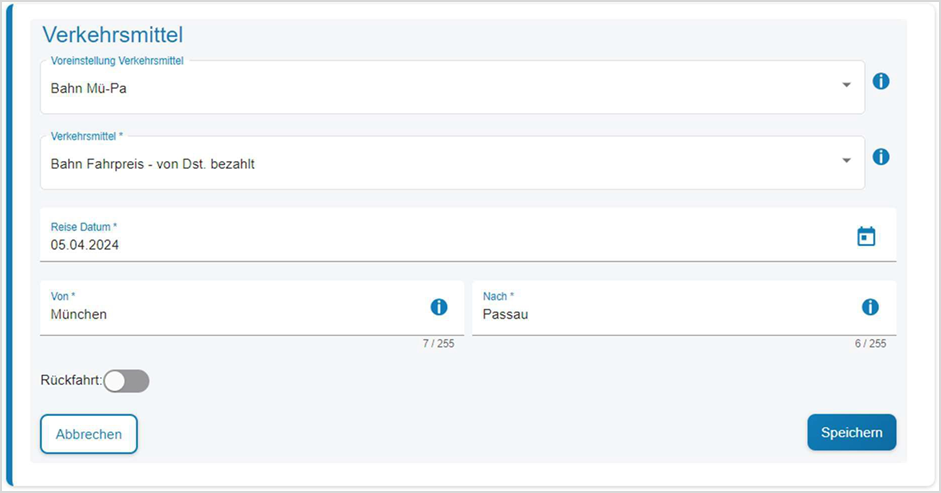 Verkehrsmittel
Voreinstellung Verkehrsmittel
Bahn Mü-Pa
Verkehrsmittel *
Bahn Fahrpreis - von Dst. bezahlt
Reise Datum *
05.04.2024
Von *
München
7 / 255
Nach *
Passau
6 / 255
Rückfahrt:
Abbrechen
Speichern